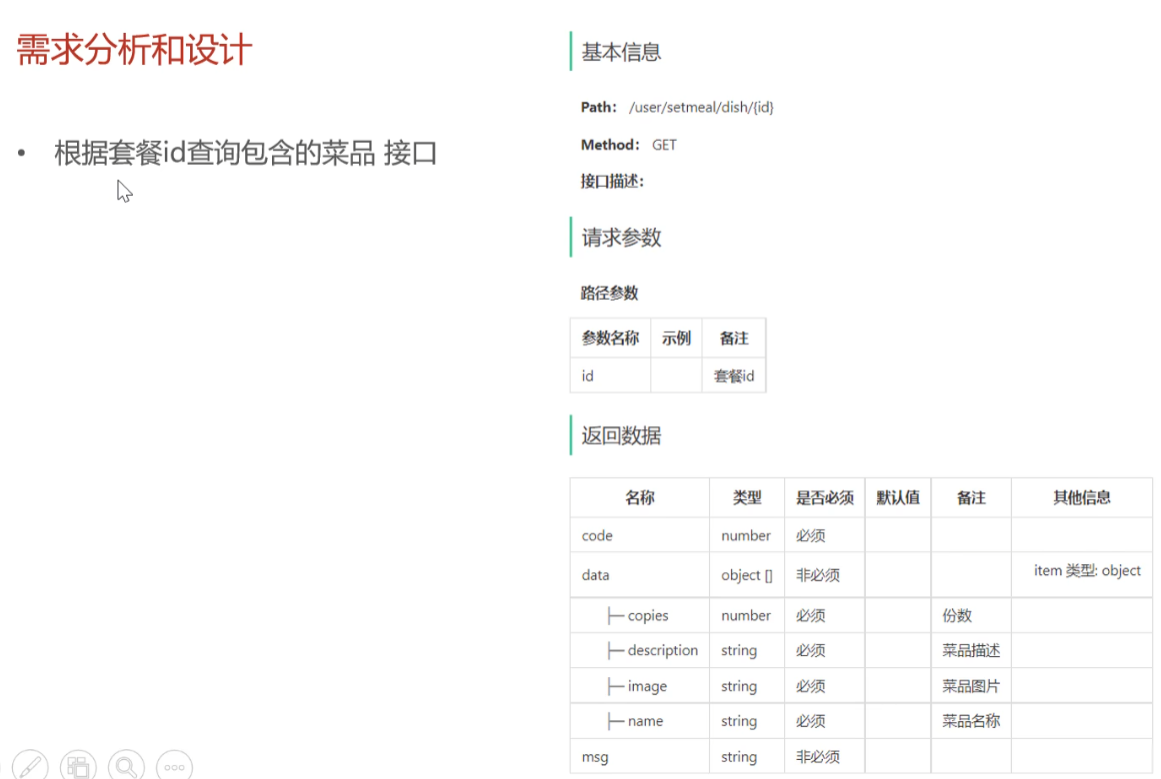 需求分析和设计
• 根据套餐id查询包含的菜品 接口
基本信息
Path： /user/setmeal/dish/{id}
Method： GET
接口描述：
请求参数
路径参数
参数名称 示例 备注
id 套餐id
返回数据
名称 类型 是否必须 默认值 备注 其他信息
code number 必须
data object [] 非必须 item 类型: object
├─ copies number 必须 份数
├─ description string 必须 菜品描述
├─ image string 必须 菜品图片
├─ name string 必须 菜品名称
msg string 非必须